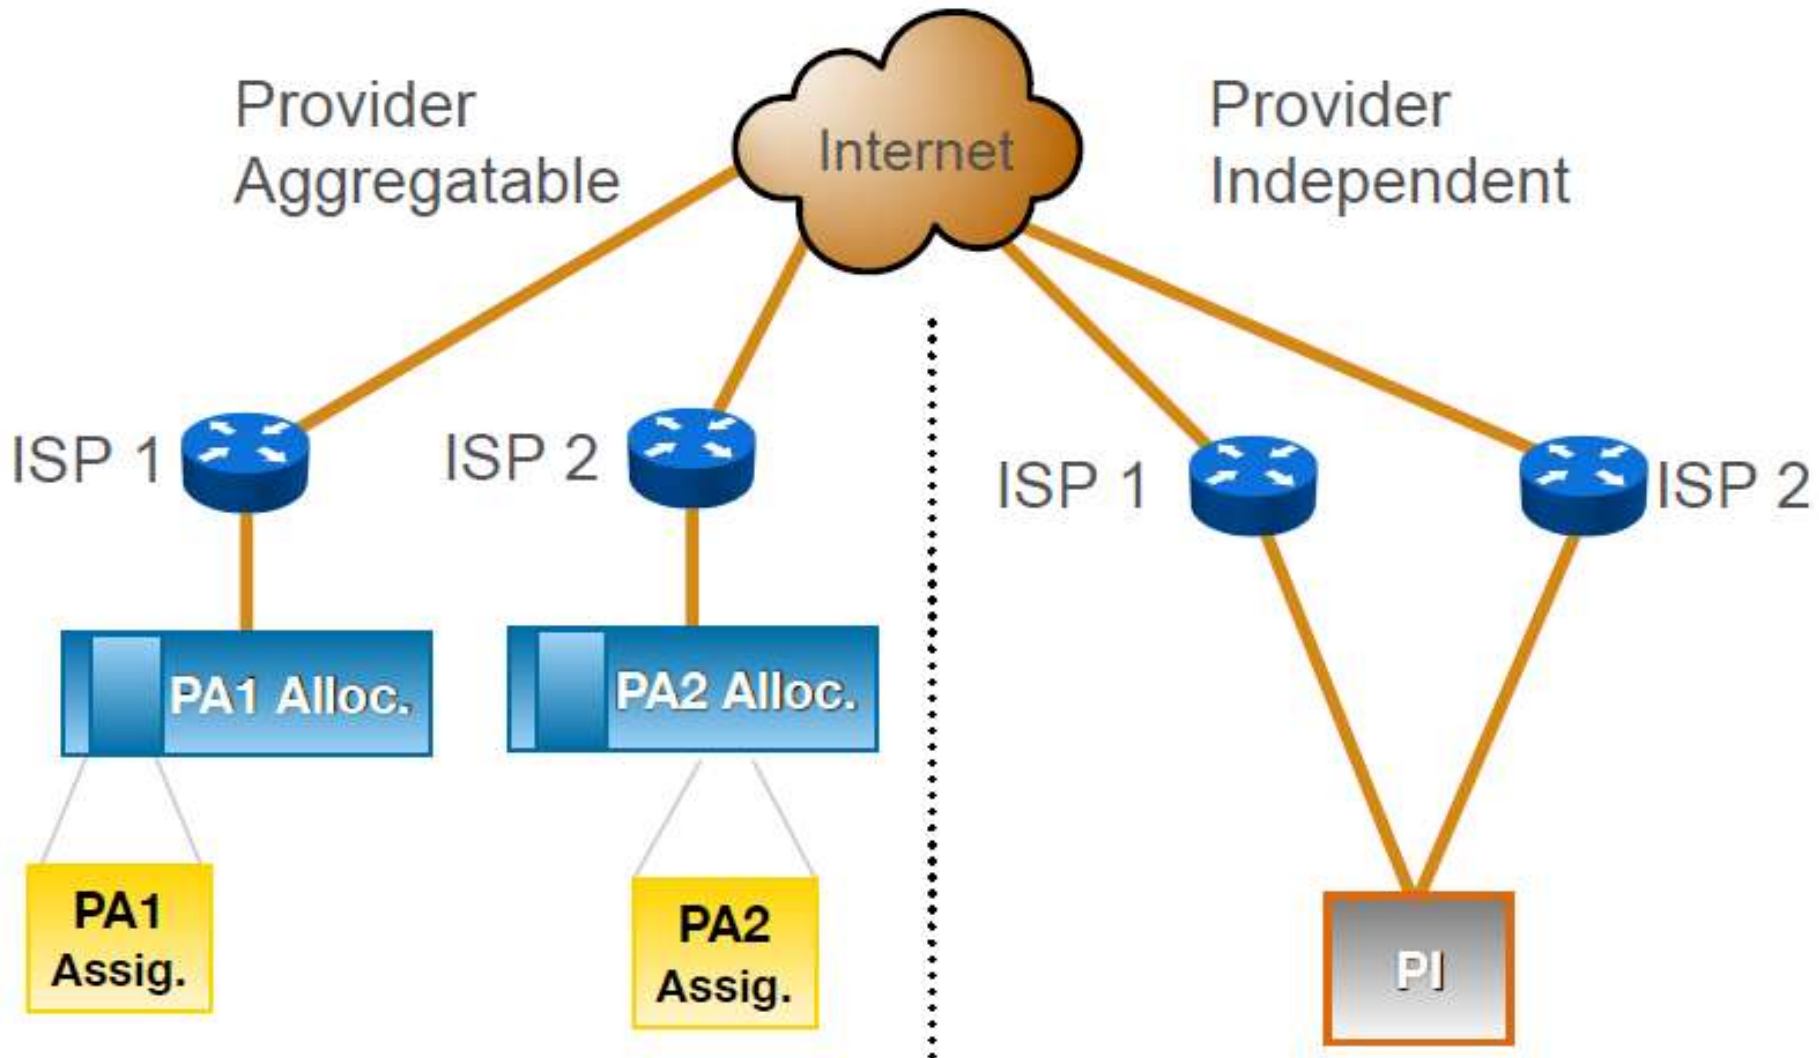 Provider
Aggregatable
Internet
Provider
Independent
ISP 1
ISP 2
ISP 1
ISP 2
PA1 Alloc.
PA2 Alloc.
PA1
Assig.
PA2
Assig.
PI